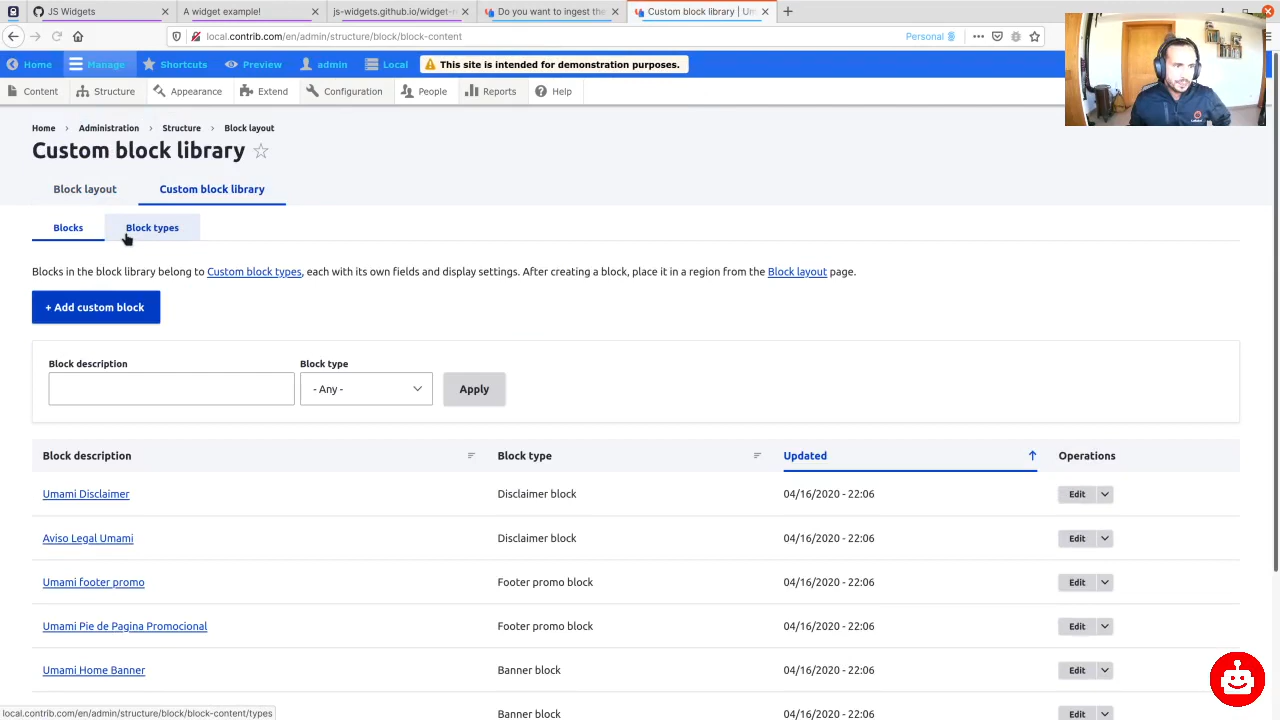 JS Widgets
A widget example!
js-widgets.github.io/widget-r
Do you want to ingest the
Custom block library | Um
local.contrib.com/en/admin/structure/block/block-content
Personal
Home
Manage
Shortcuts
Preview
admin
Local
This site is intended for demonstration purposes.
Content
Structure
Appearance
Extend
Configuration
People
Reports
Help
Home › Administration › Structure › Block layout
Custom block library
Block layout
Custom block library
Blocks
Block types
Blocks in the block library belong to Custom block types, each with its own fields and display settings. After creating a block, place it in a region from the Block layout page.
+ Add custom block
Block description
Block type
- Any -
Apply
Block description Block type Updated Operations
Umami Disclaimer Disclaimer block 04/16/2020 - 22:06 Edit
Aviso Legal Umami Disclaimer block 04/16/2020 - 22:06 Edit
Umami footer promo Footer promo block 04/16/2020 - 22:06 Edit
Umami Pie de Pagina Promocional Footer promo block 04/16/2020 - 22:06 Edit
Umami Home Banner Banner block 04/16/2020 - 22:06 Edit
Banner block 04/16/2020 - 22:06 Edit
local.contrib.com/en/admin/structure/block/block-content/types